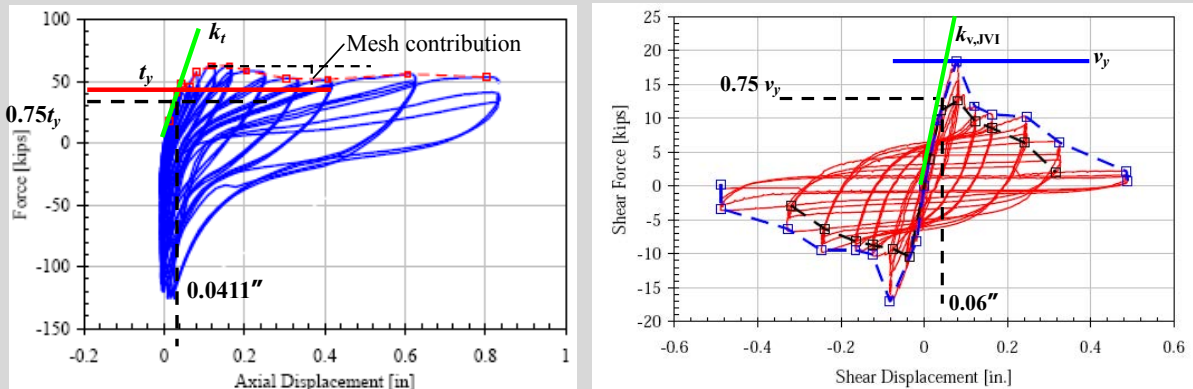 100
50
0
-50
-100
-150
Force [kips]
-0.2 0 0.2 0.4 0.6 0.8 1
Axial Displacement [in]
k_t
Mesh contribution
t_y
0.75t_y
0.0411″
25
20
15
10
5
0
-5
-10
-15
-20
Shear Force [kips]
-0.6 -0.4 -0.2 0 0.2 0.4 0.6
Shear Displacement [in.]
k_v,JVI
v_y
0.75 v_y
0.06″